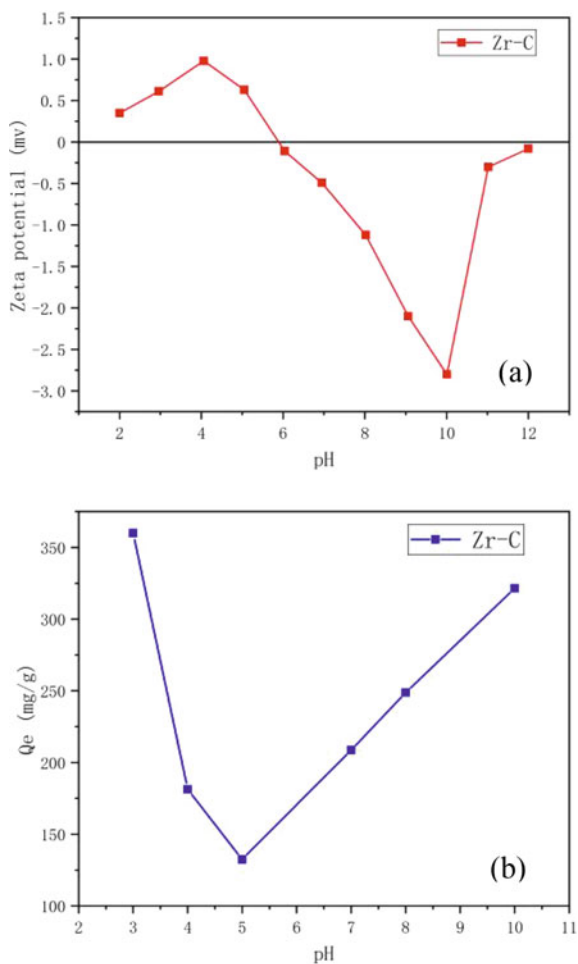 1.5
Zr-C
1.0
0.5
0
-0.5
-1.0
-1.5
-2.0
-2.5
-3.0
Zeta potential (mv)
(a)
2 4 6 8 10 12
pH
350
Zr-C
300
250
200
150
100
Qe (mg/g)
(b)
2 3 4 5 6 7 8 9 10 11
pH